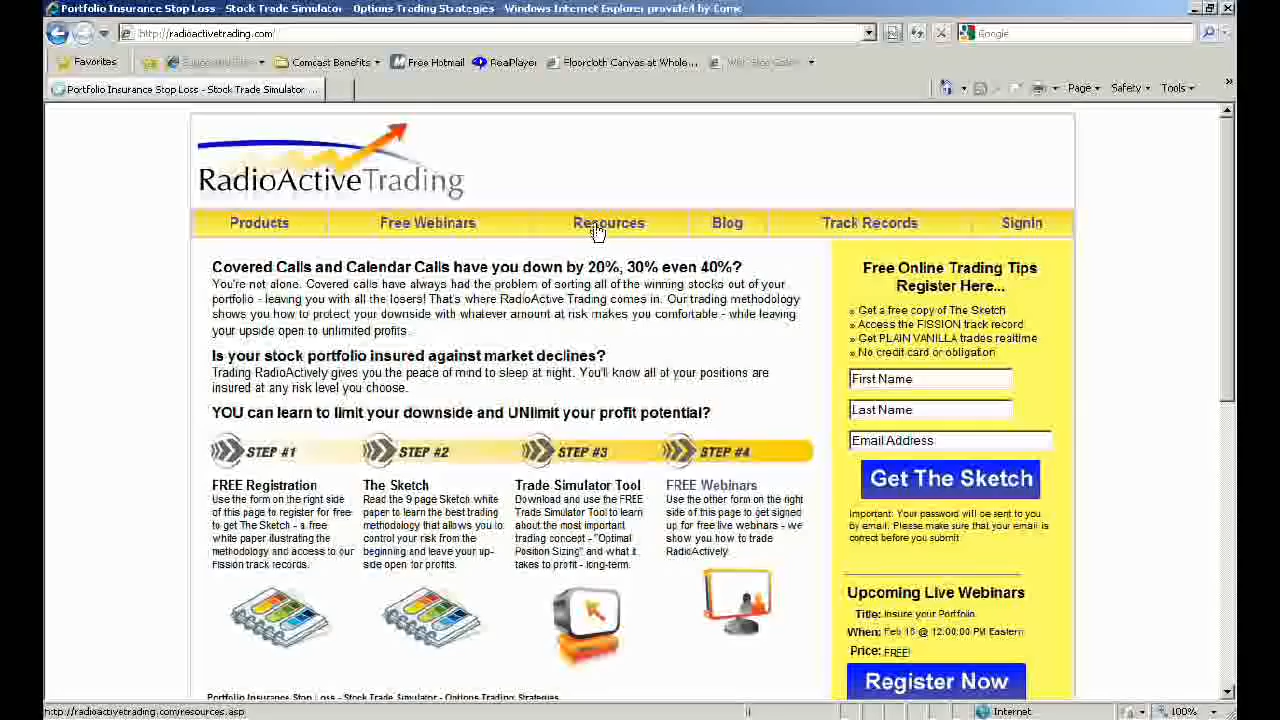 Portfolio Insurance Stop Loss - Stock Trade Simulator - Options Trading Strategies - Windows Internet Explorer provided by Comc
http://radioactivetrading.com
Google
Favorites
Comcast Benefits
Free Hotmail
RealPlayer
Floorcloth Canvas at Whole...
Portfolio Insurance Stop Loss - Stock Trade Simulator ...
Page
Safety
Tools
RadioActiveTrading
Products
Free Webinars
Resources
Blog
Track Records
SignIn
Covered Calls and Calendar Calls have you down by 20%, 30% even 40%?
You're not alone. Covered calls have always had the problem of sorting all of the winning stocks out of your
portfolio - leaving you with all the losers! That's where RadioActive Trading comes in. Our trading methodology
shows you how to protect your downside with whatever amount at risk makes you comfortable - while leaving
your upside open to unlimited profits.
Is your stock portfolio insured against market declines?
Trading RadioActively gives you the peace of mind to sleep at night. You'll know all of your positions are
insured at any risk level you choose.
YOU can learn to limit your downside and UNlimit your profit potential?
STEP #1
STEP #2
STEP #3
STEP #4
FREE Registration
Use the form on the right side
of this page to register for free
to get The Sketch - a free
white paper illustrating the
methodology and access to our
Fission track records.
The Sketch
Read the 9 page Sketch white
paper to learn the best trading
methodology that allows you to
control your risk from the
beginning and leave your up-
side open for profits.
Trade Simulator Tool
Download and use the FREE
Trade Simulator Tool to learn
about the most important
trading concept - "Optimal
Position Sizing" and what it
takes to profit - long-term.
FREE Webinars
Use the other form on the right
side of this page to get signed
up for free live webinars - we
show you how to trade
RadioActively.
Portfolio Insurance Stop Loss - Stock Trade Simulator - Options Trading Strategies
Free Online Trading Tips
Register Here...
» Get a free copy of The Sketch
» Access the FISSION track record
» Get PLAIN VANILLA trades realtime
» No credit card or obligation
First Name
Last Name
Email Address
Get The Sketch
Important: Your password will be sent to you
by email. Please make sure that your email is
correct before you submit
Upcoming Live Webinars
Title: Insure your Portfolio
When: Feb 16 @ 12:00:00 PM Eastern
Price: FREE!
Register Now
http://radioactivetrading.com/resources.asp
Internet
100%